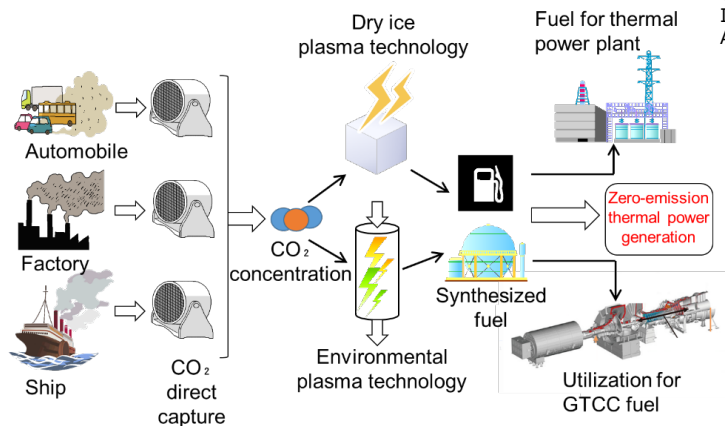 Dry ice
plasma technology
Fuel for thermal
power plant
Automobile
Factory
Ship
CO₂
direct
capture
CO₂
concentration
Environmental
plasma technology
Synthesized
fuel
Zero-emission
thermal power
generation
Utilization for
GTCC fuel